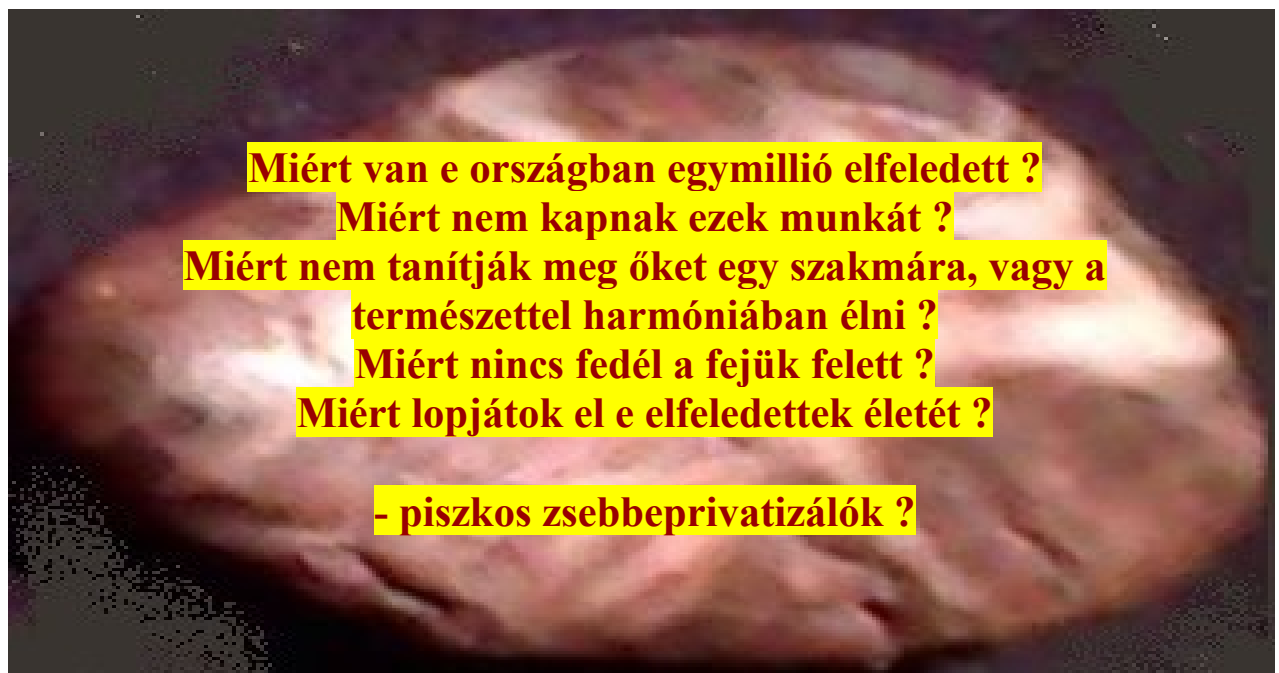 Miért van e országban egymillió elfeledett ?
Miért nem kapnak ezek munkát ?
Miért nem tanítják meg őket egy szakmára, vagy a
természettel harmóniában élni ?
Miért nincs fedél a fejük felett ?
Miért lopjátok el e elfeledettek életét ?
- piszkos zsebbeprivatizálók ?